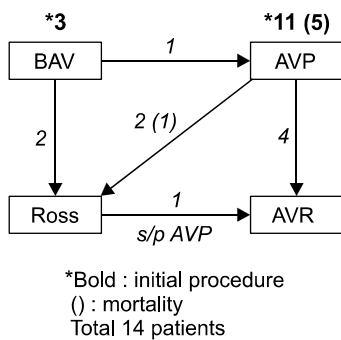 *3
*11 (5)
BAV
1
AVP
2
2 (1)
4
Ross
1
AVR
s/p AVP
*Bold : initial procedure
() : mortality
Total 14 patients